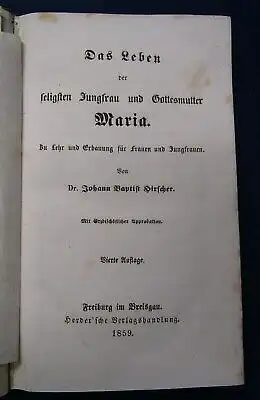 Das Leben
der
seligsten Jungfrau und Gottesmutter
Maria.
Zu Lehr und Erbauung für Frauen und Jungfrauen.
Von
Dr. Johann Baptist Hirscher.
Mit Erzbischöflicher Approbation.
Vierte Auflage.
Freiburg im Breisgau.
Herder'sche Verlagshandlung.
1859.